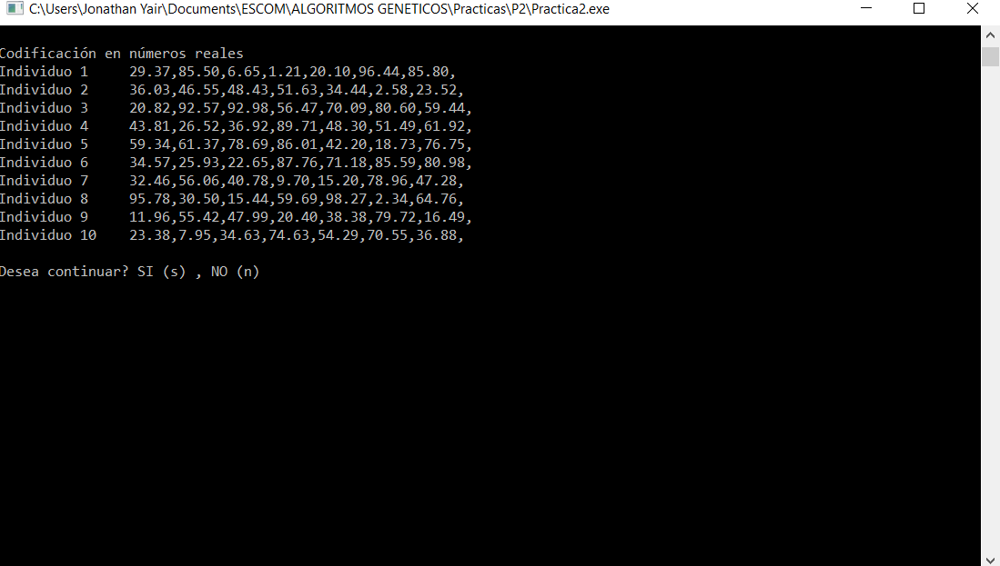 C:\Users\Jonathan Yair\Documents\ESCOM\ALGORITMOS GENETICOS\Practicas\P2\Practica2.exe
Codificación en números reales
Individuo 1 29.37,85.50,6.65,1.21,20.10,96.44,85.80,
Individuo 2 36.03,46.55,48.43,51.63,34.44,2.58,23.52,
Individuo 3 20.82,92.57,92.98,56.47,70.09,80.60,59.44,
Individuo 4 43.81,26.52,36.92,89.71,48.30,51.49,61.92,
Individuo 5 59.34,61.37,78.69,86.01,42.20,18.73,76.75,
Individuo 6 34.57,25.93,22.65,87.76,71.18,85.59,80.98,
Individuo 7 32.46,56.06,40.78,9.70,15.20,78.96,47.28,
Individuo 8 95.78,30.50,15.44,59.69,98.27,2.34,64.76,
Individuo 9 11.96,55.42,47.99,20.40,38.38,79.72,16.49,
Individuo 10 23.38,7.95,34.63,74.63,54.29,70.55,36.88,
Desea continuar? SI (s) , NO (n)